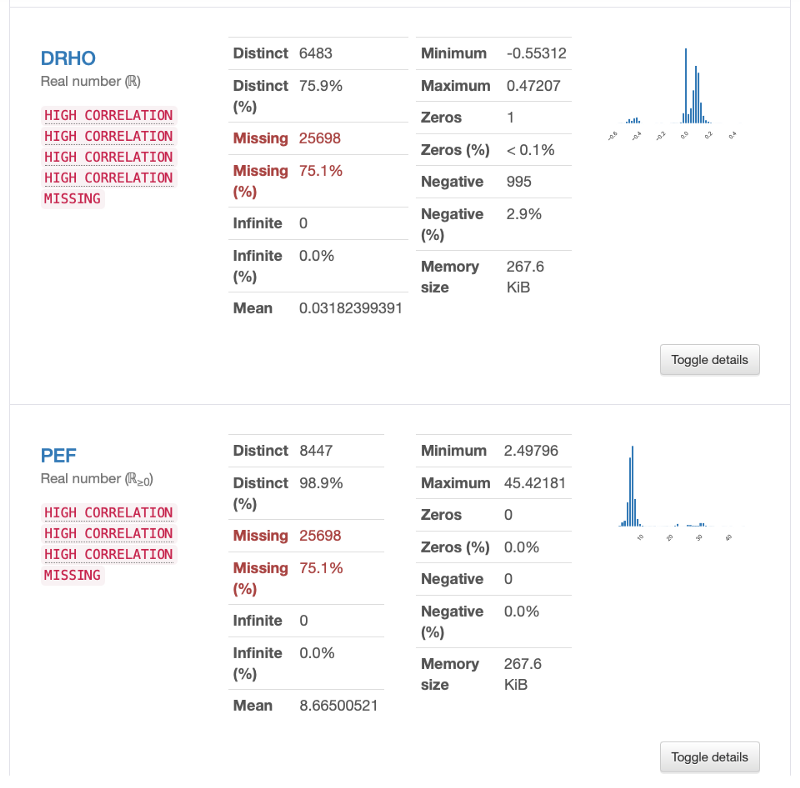 DRHO
Real number (ℝ)
HIGH CORRELATION
HIGH CORRELATION
HIGH CORRELATION
HIGH CORRELATION
MISSING
Distinct 6483
Distinct (%) 75.9%
Missing 25698
Missing (%) 75.1%
Infinite 0
Infinite (%) 0.0%
Mean 0.03182399391
Minimum -0.55312
Maximum 0.47207
Zeros 1
Zeros (%) < 0.1%
Negative 995
Negative (%) 2.9%
Memory size 267.6 KiB
-0.6 -0.4 -0.2 0.0 0.2 0.4
Toggle details
PEF
Real number (ℝ≥0)
HIGH CORRELATION
HIGH CORRELATION
HIGH CORRELATION
MISSING
Distinct 8447
Distinct (%) 98.9%
Missing 25698
Missing (%) 75.1%
Infinite 0
Infinite (%) 0.0%
Mean 8.66500521
Minimum 2.49796
Maximum 45.42181
Zeros 0
Zeros (%) 0.0%
Negative 0
Negative (%) 0.0%
Memory size 267.6 KiB
10 20 30 40
Toggle details